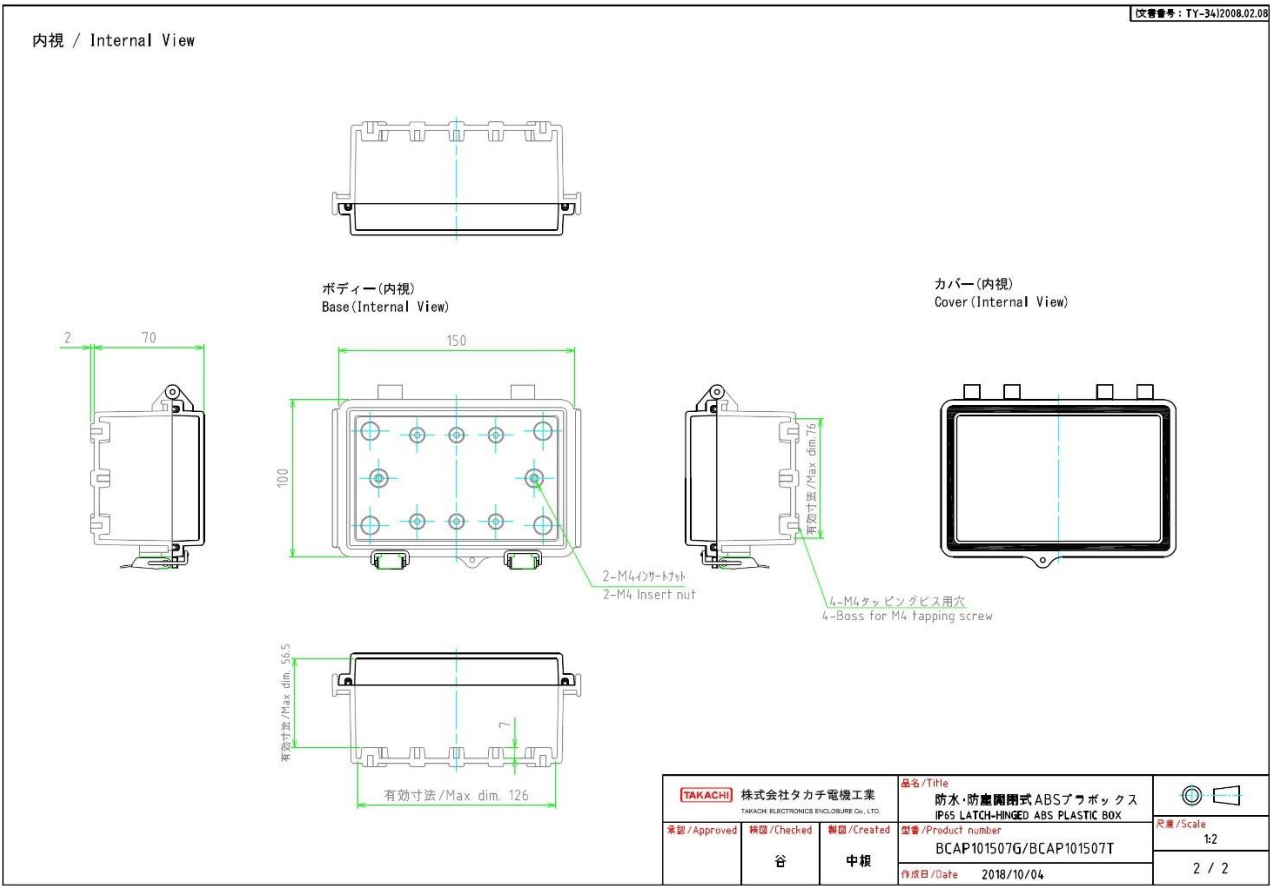 (文書番号：TY-34)2008.02.08
内視 / Internal View
ボディー(内視)
Base(Internal View)
カバー(内視)
Cover(Internal View)
2
70
150
100
有効寸法/Max dim.76
2-M4インサートナット
2-M4 Insert nut
4-M4タッピングビス用穴
4-Boss for M4 tapping screw
有効寸法/Max dim. 56.5
7
有効寸法/Max dim. 126
TAKACHI 株式会社タカチ電機工業
TAKACHI ELECTRONICS ENCLOSURE Co., LTD.
品名/Title
防水・防塵開閉式ABSプラボックス
IP65 LATCH-HINGED ABS PLASTIC BOX
承認/Approved
検図/Checked
谷
製図/Created
中根
型番/Product number
BCAP101507G/BCAP101507T
作成日/Date 2018/10/04
尺度/Scale
1:2
2 / 2